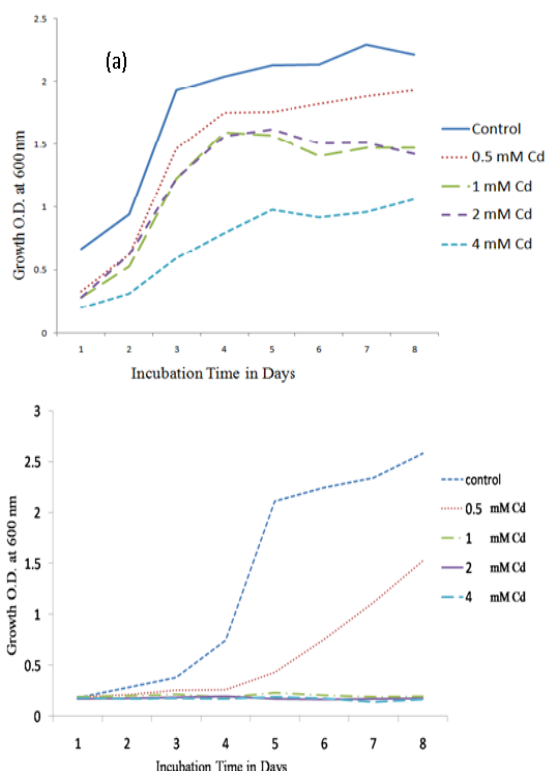 (a)
2.5
2
1.5
1
0.5
0
Growth O.D. at 600 nm
1 2 3 4 5 6 7 8
Incubation Time in Days
Control
0.5 mM Cd
1 mM Cd
2 mM Cd
4 mM Cd
3
2.5
2
1.5
1
0.5
0
Growth O.D. at 600 nm
1 2 3 4 5 6 7 8
Incubation Time in Days
control
0.5 mM Cd
1 mM Cd
2 mM Cd
4 mM Cd